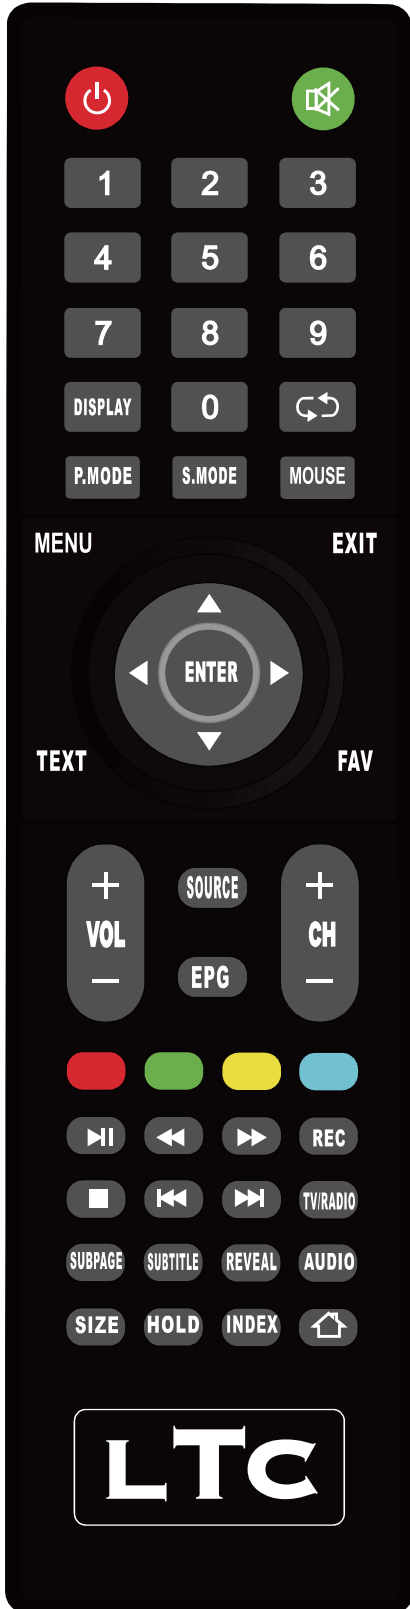 1 2 3
4 5 6
7 8 9
DISPLAY 0
P.MODE S.MODE MOUSE
MENU EXIT
ENTER
TEXT FAV
SOURCE
VOL CH
EPG
REC
TV/RADIO
SUBPAGE SUBTITLE REVEAL AUDIO
SIZE HOLD INDEX
LTC